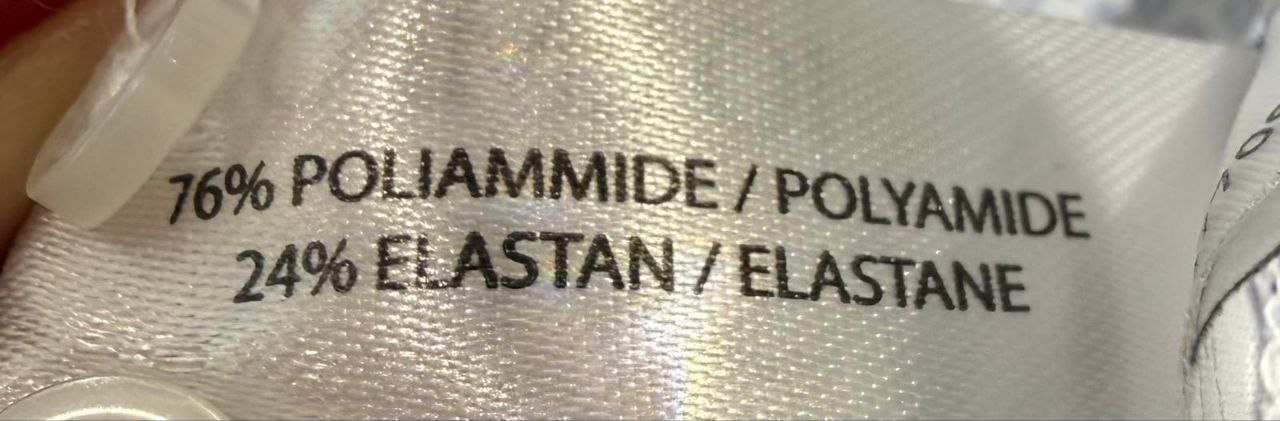 76% POLIAMMIDE / POLYAMIDE
24% ELASTAN / ELASTANE